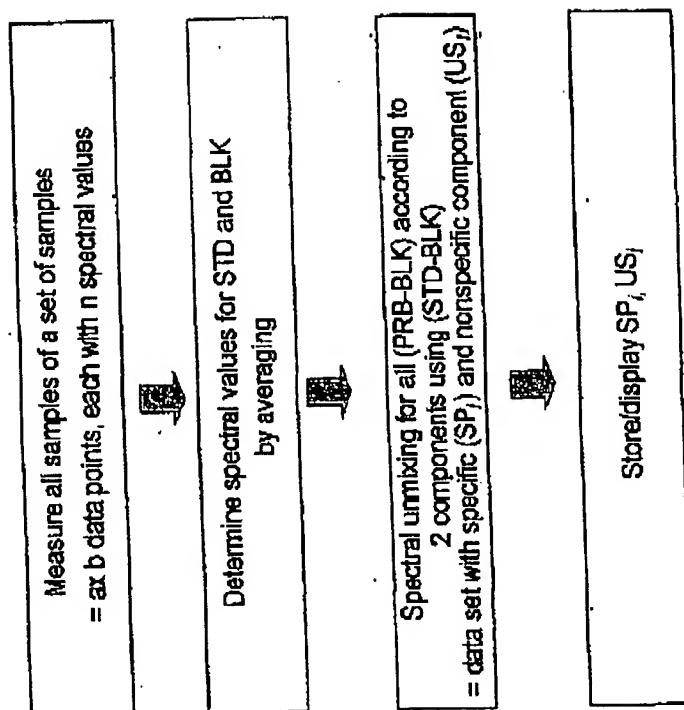 Measure all samples of a set of samples
= ax b data points, each with n spectral values
Determine spectral values for STD and BLK
by averaging
Spectral unmixing for all (PRB-BLK) according to
2 components using (STD-BLK)
= data set with specific (SPᵢ) and nonspecific component (USᵢ)
Store/display SPᵢ, USᵢ